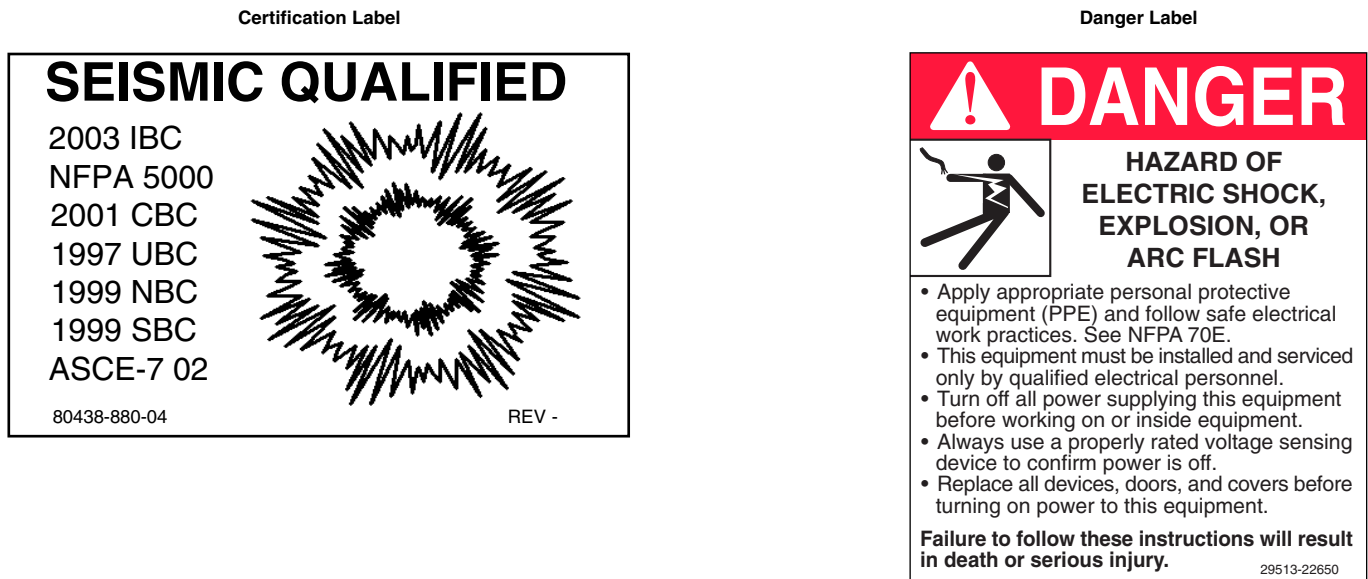 Certification Label
SEISMIC QUALIFIED
2003 IBC
NFPA 5000
2001 CBC
1997 UBC
1999 NBC
1999 SBC
ASCE-7 02
80438-880-04 REV -
Danger Label
DANGER
HAZARD OF
ELECTRIC SHOCK,
EXPLOSION, OR
ARC FLASH
• Apply appropriate personal protective
equipment (PPE) and follow safe electrical
work practices. See NFPA 70E.
• This equipment must be installed and serviced
only by qualified electrical personnel.
• Turn off all power supplying this equipment
before working on or inside equipment.
• Always use a properly rated voltage sensing
device to confirm power is off.
• Replace all devices, doors, and covers before
turning on power to this equipment.
Failure to follow these instructions will result
in death or serious injury.
29513-22650